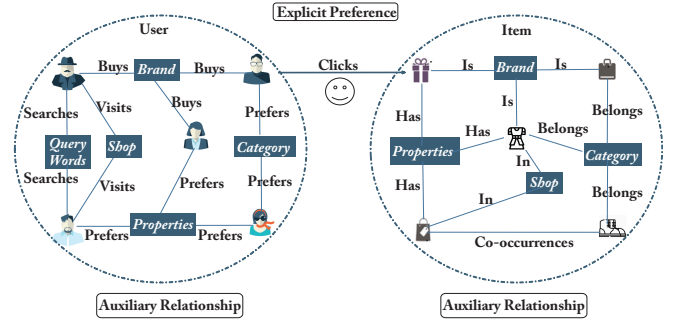 Explicit Preference
User
Item
Buys
Brand
Buys
Clicks
Is
Brand
Is
Searches
Visits
Buys
Prefers
Has
Is
Belongs
Query
Words
Shop
Category
Properties
Has
Belongs
Category
In
Searches
Visits
Prefers
Prefers
Has
Shop
In
Belongs
Prefers
Properties
Prefers
Co-occurrences
Auxiliary Relationship
Auxiliary Relationship